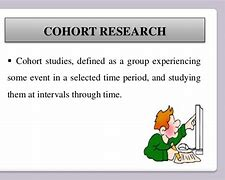 COHORT RESEARCH
▪ Cohort studies, defined as a group experiencing
some event in a selected time period, and studying
them at intervals through time.